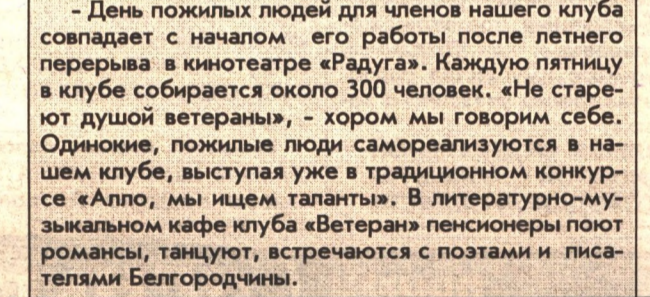 - День пожилых людей для членов нашего клуба
совпадает с началом его работы после летнего
перерыва в кинотеатре «Радуга». Каждую пятницу
в клубе собирается около 300 человек. «Не старе-
ют душой ветераны», - хором мы говорим себе.
Одинокие, пожилые люди самореализуются в на-
шем клубе, выступая уже в традиционном конкур-
се «Алло, мы ищем таланты». В литературно-му-
зыкальном кафе клуба «Ветеран» пенсионеры поют
романсы, танцуют, встречаются с поэтами и писа-
телями Белгородчины.